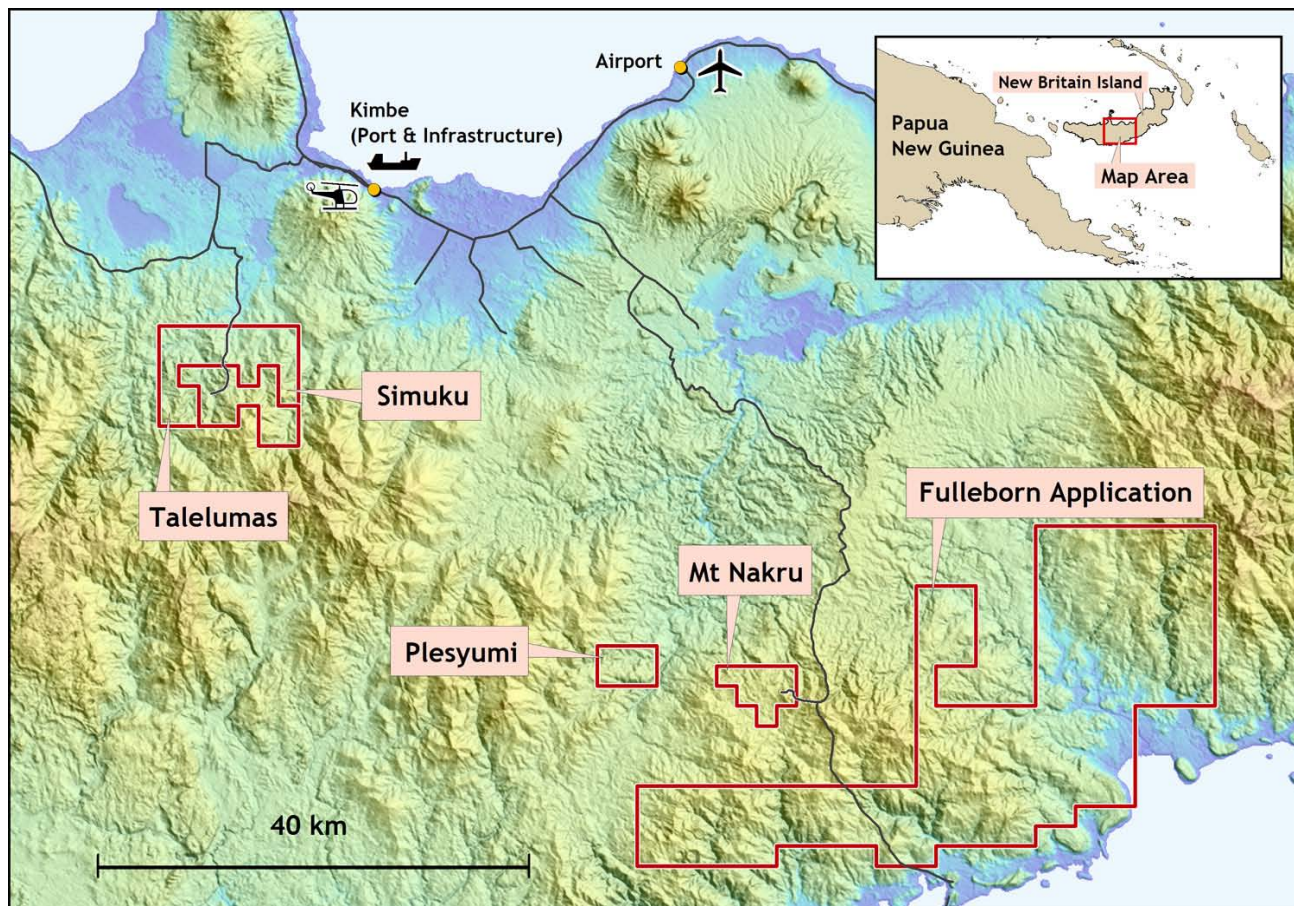 Airport
Kimbe
(Port & Infrastructure)
New Britain Island
Papua
New Guinea
Map Area
Simuku
Talelumas
Fulleborn Application
Mt Nakru
Plesyumi
40 km